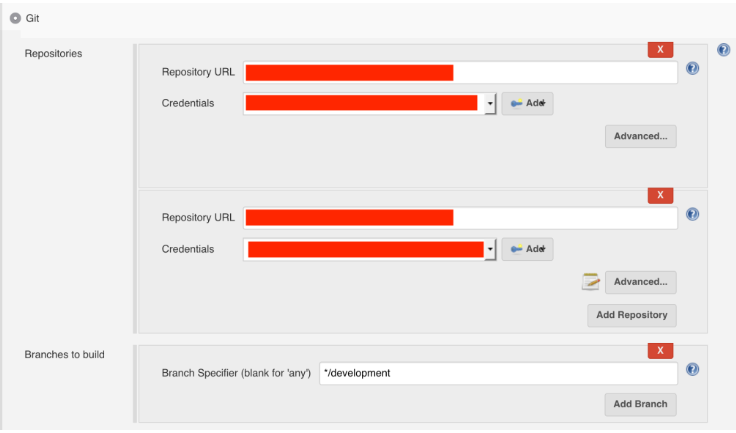 Git
Repositories
X
Repository URL
Credentials
Add
Advanced...
X
Repository URL
Credentials
Add
Advanced...
Add Repository
Branches to build
X
Branch Specifier (blank for 'any') */development
Add Branch